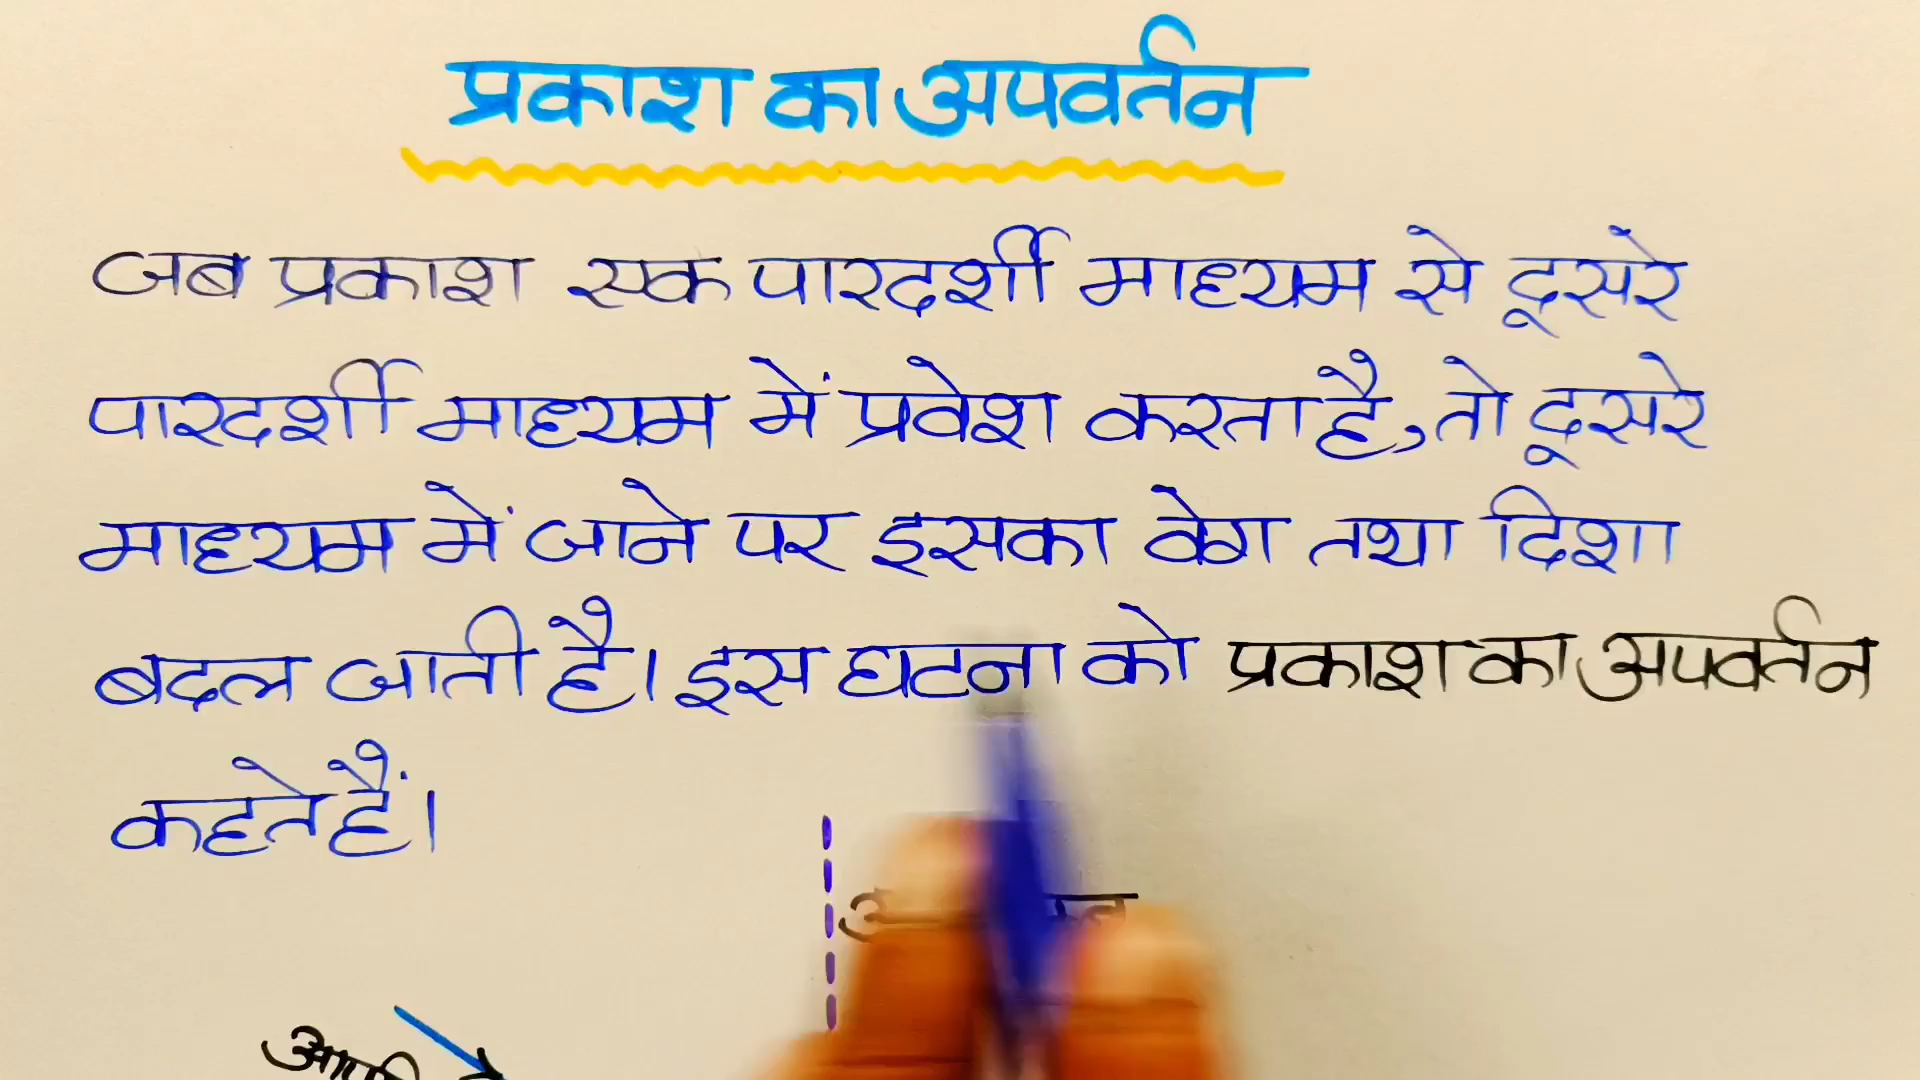 प्रकाश का अपवर्तन
जब प्रकाश एक पारदर्शी माध्यम से दूसरे
पारदर्शी माध्यम में प्रवेश करता है, तो दूसरे
माध्यम में जाने पर इसका वेग तथा दिशा
बदल जाती है। इस घटना को प्रकाश का अपवर्तन
कहते हैं।